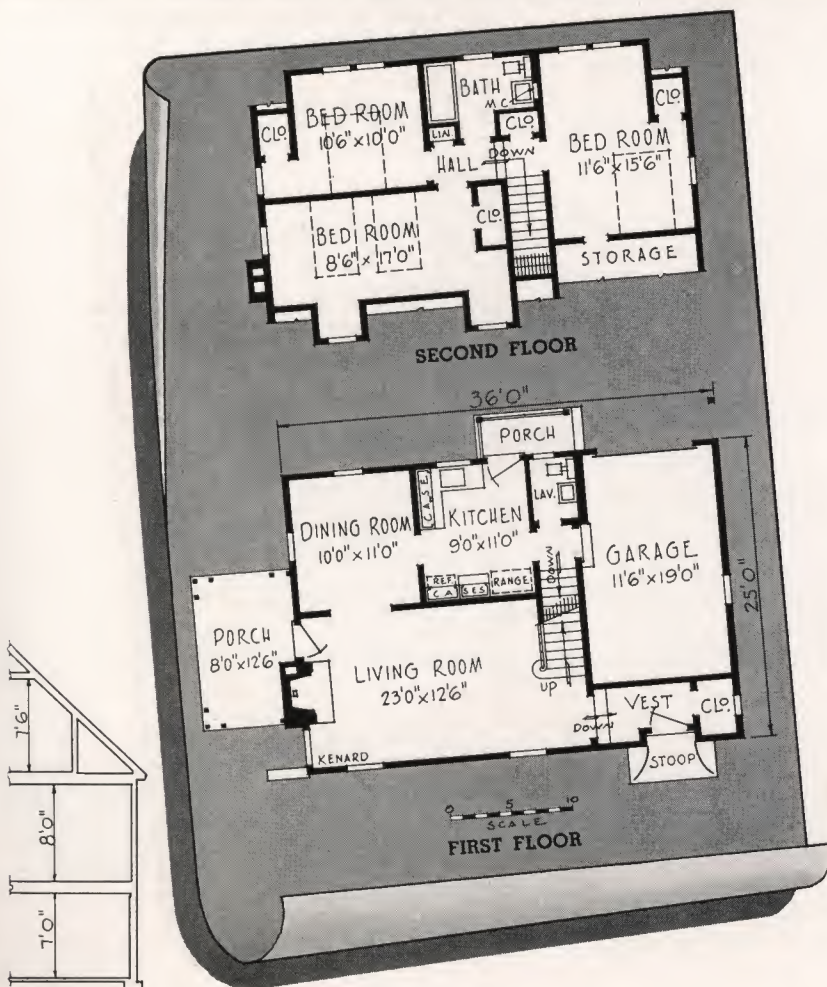 BATH
M.C.
BED ROOM
10'6"x10'0"
CLO.
LIN.
CLO.
DOWN
HALL
BED ROOM
11'6"x15'6"
CLO.
BED ROOM
8'6"x17'0"
CLO.
STORAGE
SECOND FLOOR
36'0"
PORCH
CASE
KITCHEN
9'0"x11'0"
LAV.
DINING ROOM
10'0"x11'0"
REF.
CA SES
RANGE
DOWN
GARAGE
11'6"x19'0"
25'0"
PORCH
8'0"x12'6"
LIVING ROOM
23'0"x12'6"
UP
DOWN
VEST
CLO.
STOOP
KENARD
0 5 10
SCALE
FIRST FLOOR
7'6"
8'0"
7'0"